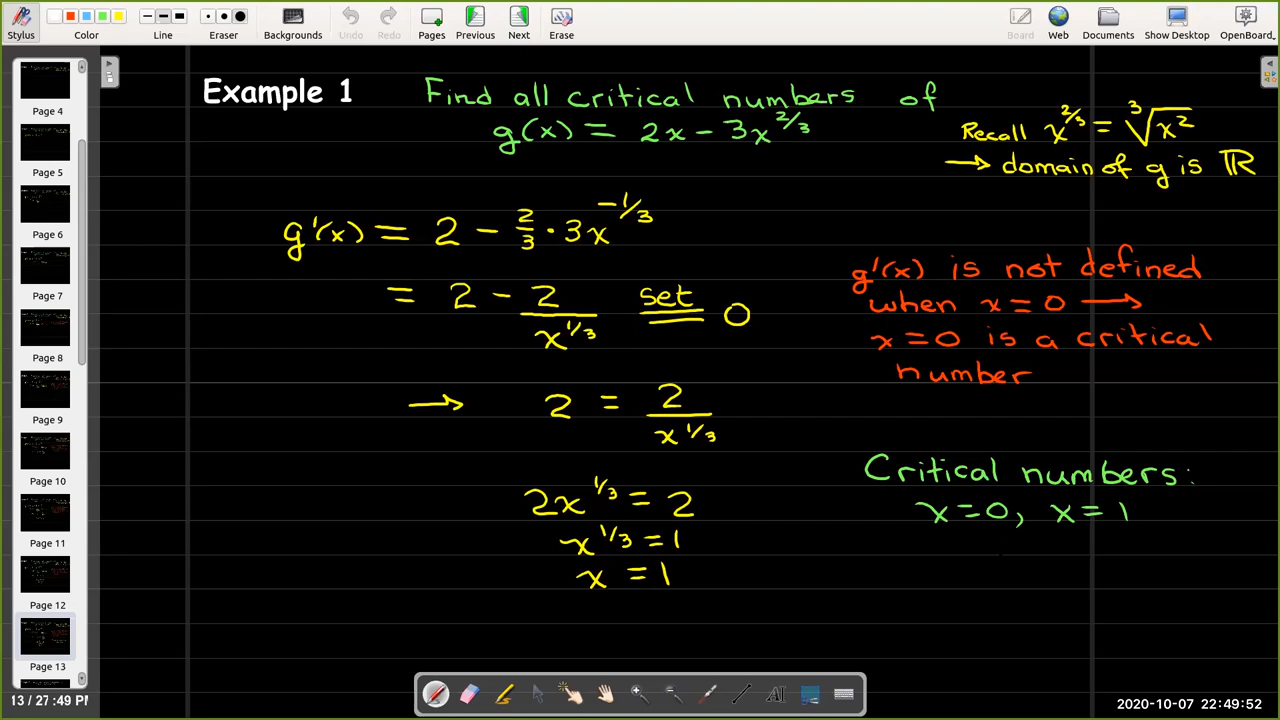 Stylus
Color
Line
Eraser
Backgrounds
Undo
Redo
Pages
Previous
Next
Erase
Board
Web
Documents
Show Desktop
OpenBoard
Page 4
Page 5
Page 6
Page 7
Page 8
Page 9
Page 10
Page 11
Page 12
Page 13
13 / 27:49 PM
Example 1
Find all critical numbers of
g(x) = 2x - 3x^{2/3}
Recall x^{2/3} = ∛x²
→ domain of g is ℝ
g'(x) = 2 - 2/3 · 3x^{-1/3}
= 2 - 2/x^{1/3} set = 0
→ 2 = 2/x^{1/3}
2x^{1/3} = 2
x^{1/3} = 1
x = 1
g'(x) is not defined
when x = 0 →
x = 0 is a critical
number
Critical numbers:
x = 0, x = 1
AI
2020-10-07 22:49:52